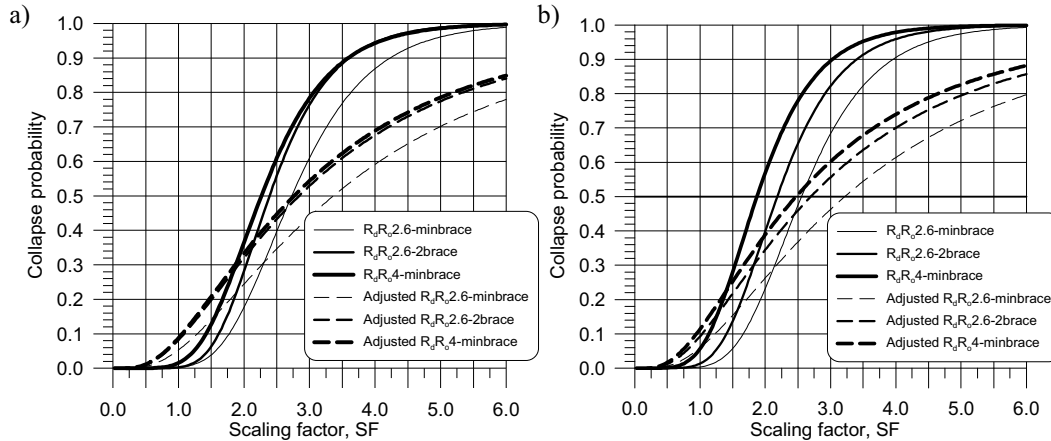 a)
Collapse probability
1.0
0.9
0.8
0.7
0.6
0.5
0.4
0.3
0.2
0.1
0.0
0.0 1.0 2.0 3.0 4.0 5.0 6.0
Scaling factor, SF
RdRo2.6-minbrace
RdRo2.6-2brace
RdRo4-minbrace
Adjusted RdRo2.6-minbrace
Adjusted RdRo2.6-2brace
Adjusted RdRo4-minbrace
b)
Collapse probability
1.0
0.9
0.8
0.7
0.6
0.5
0.4
0.3
0.2
0.1
0.0
0.0 1.0 2.0 3.0 4.0 5.0 6.0
Scaling factor, SF
RdRo2.6-minbrace
RdRo2.6-2brace
RdRo4-minbrace
Adjusted RdRo2.6-minbrace
Adjusted RdRo2.6-2brace
Adjusted RdRo4-minbrace